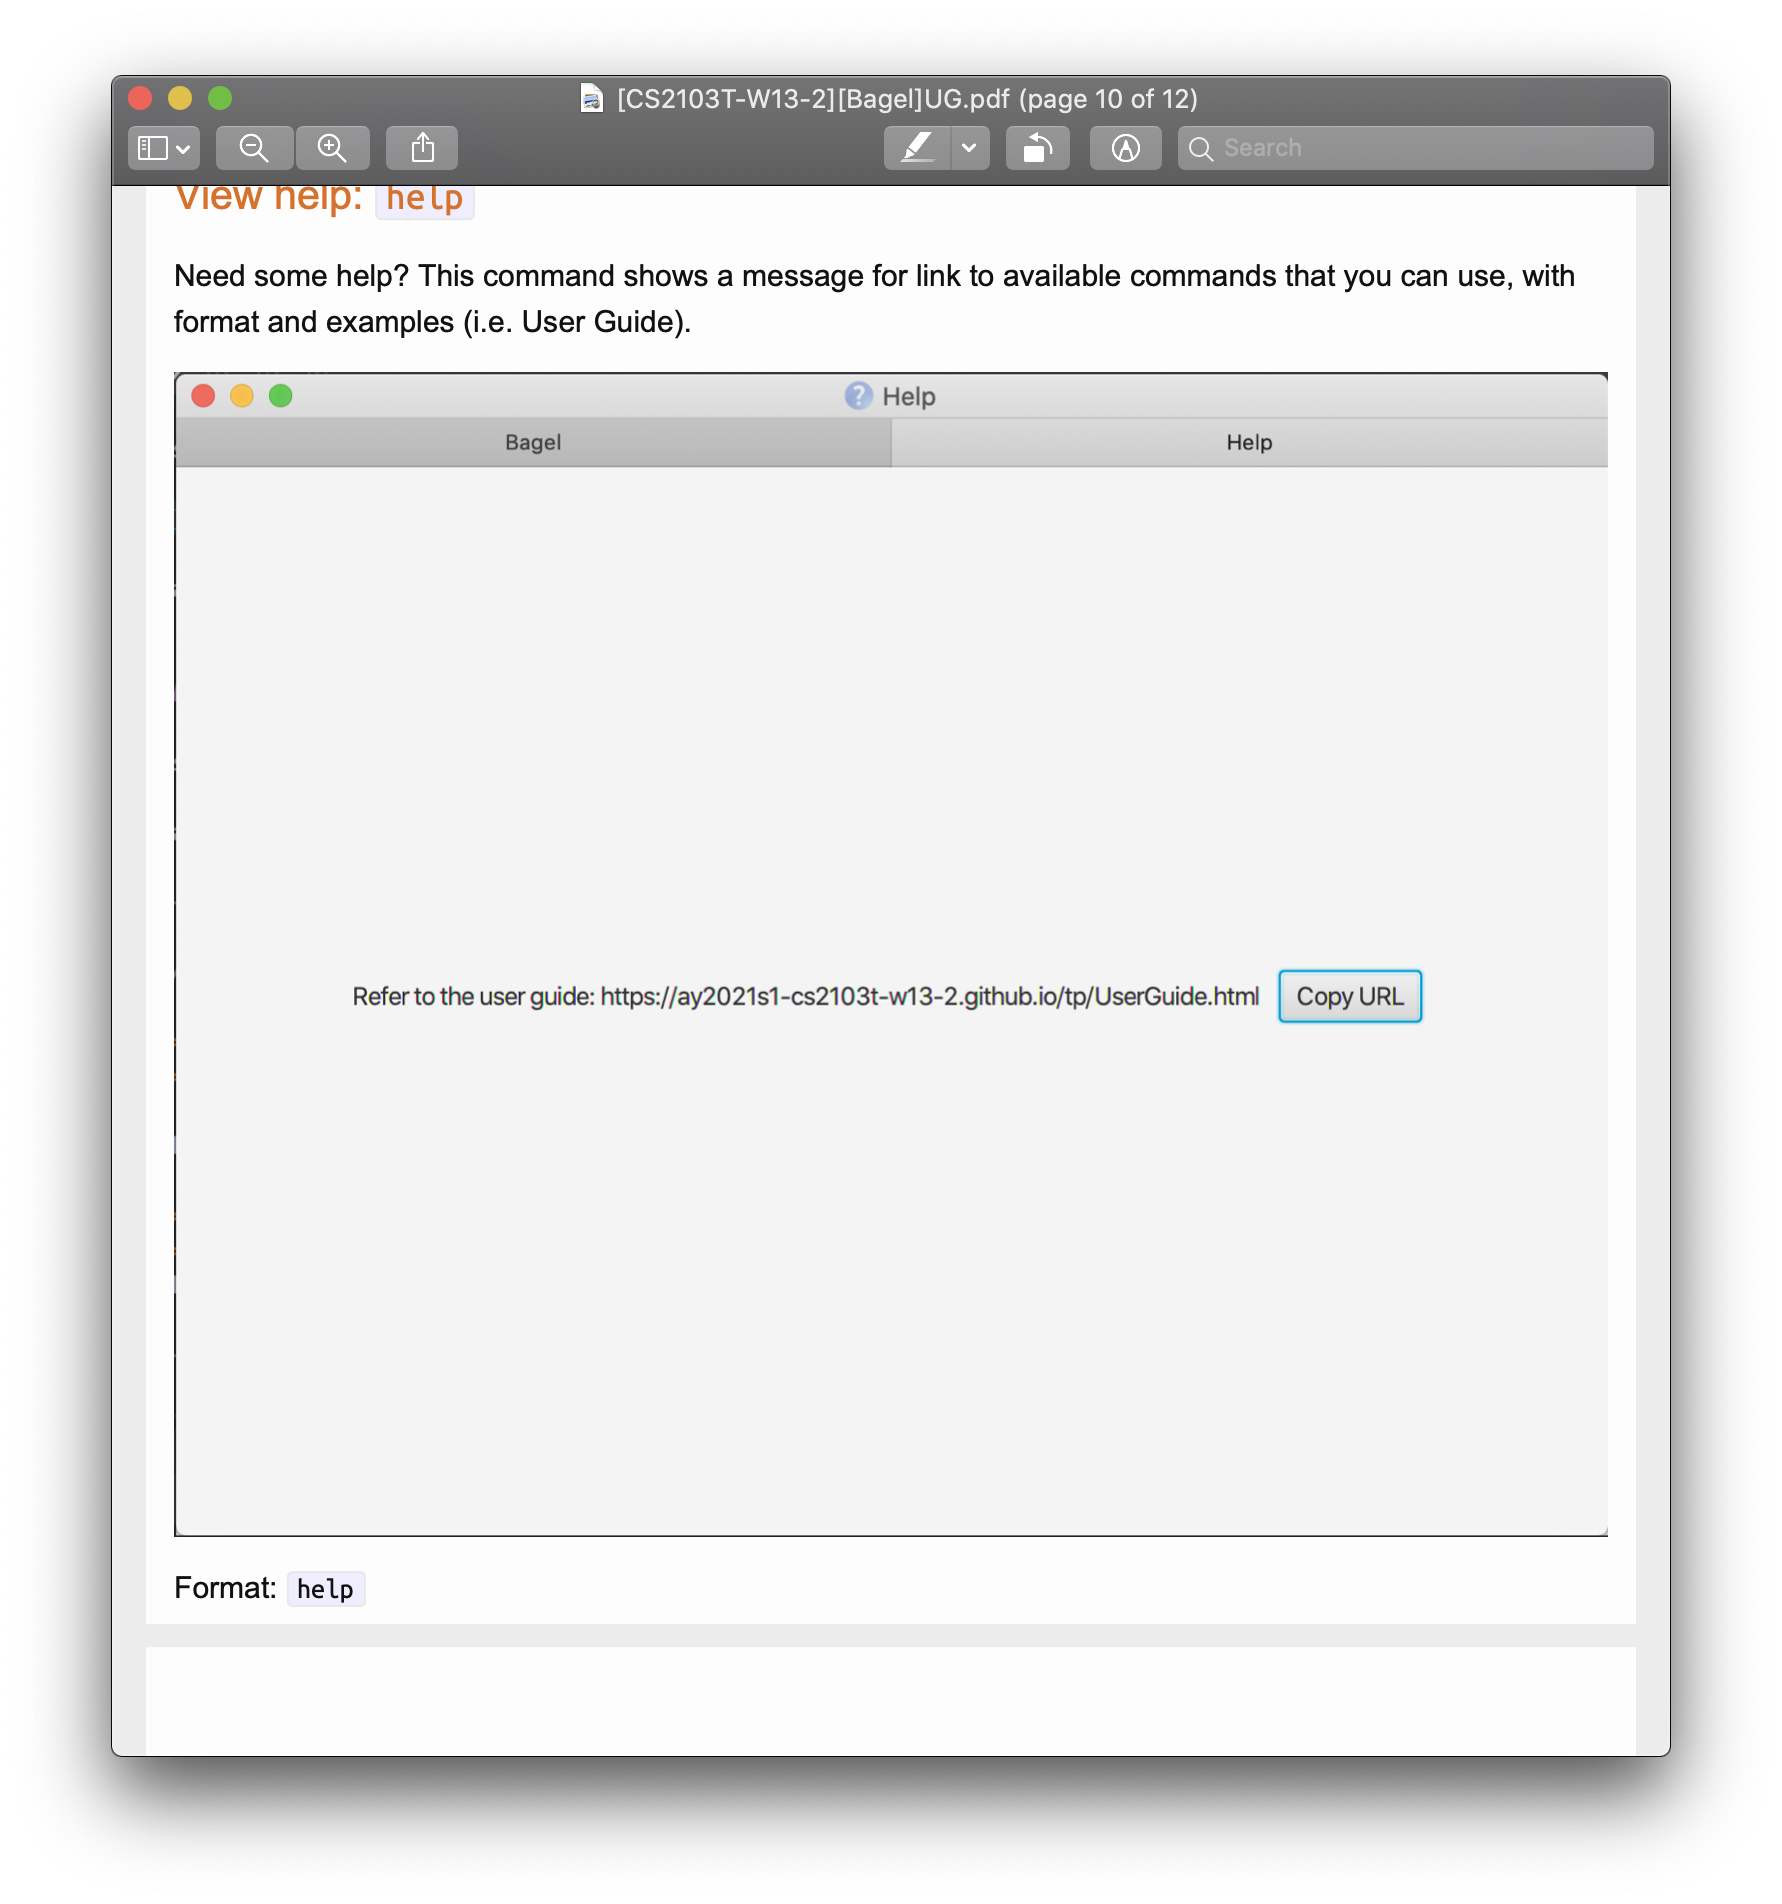 [CS2103T-W13-2][Bagel]UG.pdf (page 10 of 12)
Search
View help: help
Need some help? This command shows a message for link to available commands that you can use, with
format and examples (i.e. User Guide).
Help
Bagel
Help
Refer to the user guide: https://ay2021s1-cs2103t-w13-2.github.io/tp/UserGuide.html
Copy URL
Format: help